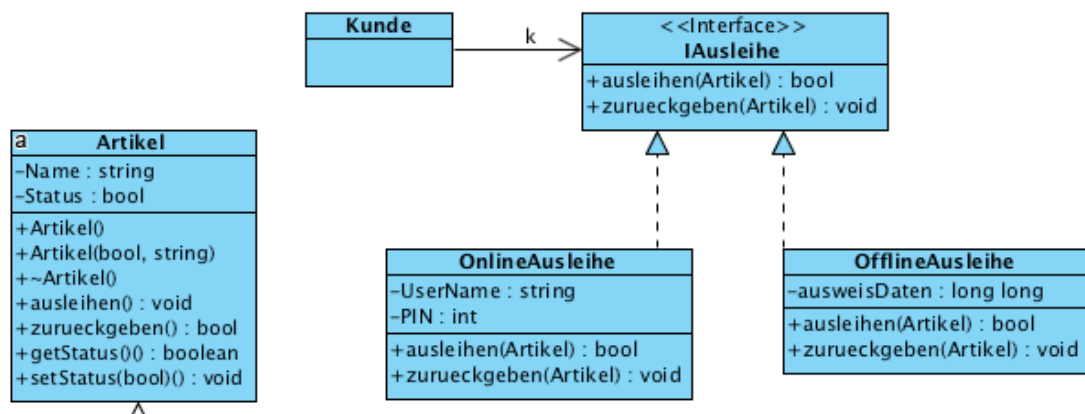 Kunde
k
<<Interface>>
IAusleihe
+ausleihen(Artikel) : bool
+zurueckgeben(Artikel) : void
a
Artikel
-Name : string
-Status : bool
+Artikel()
+Artikel(bool, string)
+~Artikel()
+ausleihen() : void
+zurueckgeben() : bool
+getStatus()() : boolean
+setStatus(bool)() : void
OnlineAusleihe
-UserName : string
-PIN : int
+ausleihen(Artikel) : bool
+zurueckgeben(Artikel) : void
OfflineAusleihe
-ausweisDaten : long long
+ausleihen(Artikel) : bool
+zurueckgeben(Artikel) : void